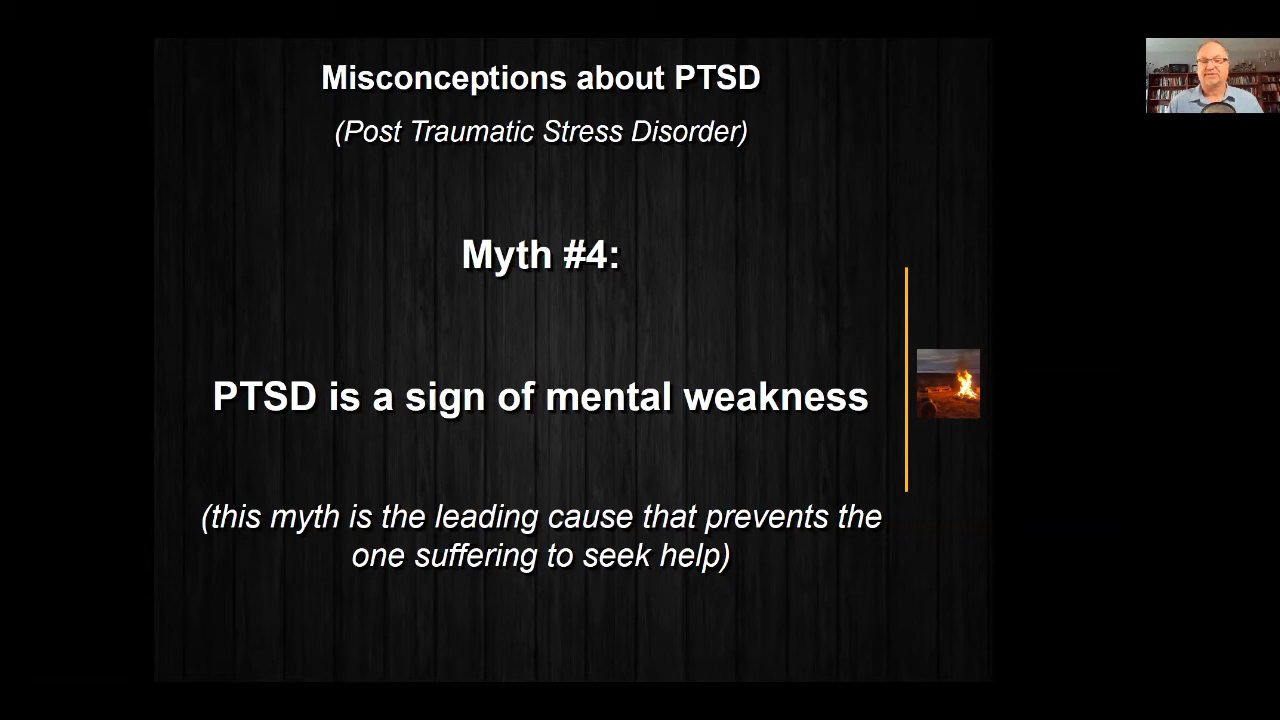 Misconceptions about PTSD
(Post Traumatic Stress Disorder)
Myth #4:
PTSD is a sign of mental weakness
(this myth is the leading cause that prevents the
one suffering to seek help)